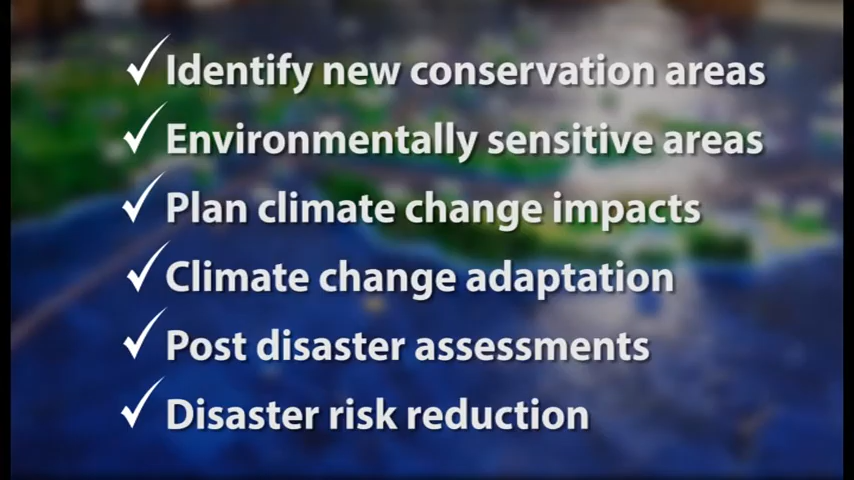 ✓ Identify new conservation areas
✓ Environmentally sensitive areas
✓ Plan climate change impacts
✓ Climate change adaptation
✓ Post disaster assessments
✓ Disaster risk reduction